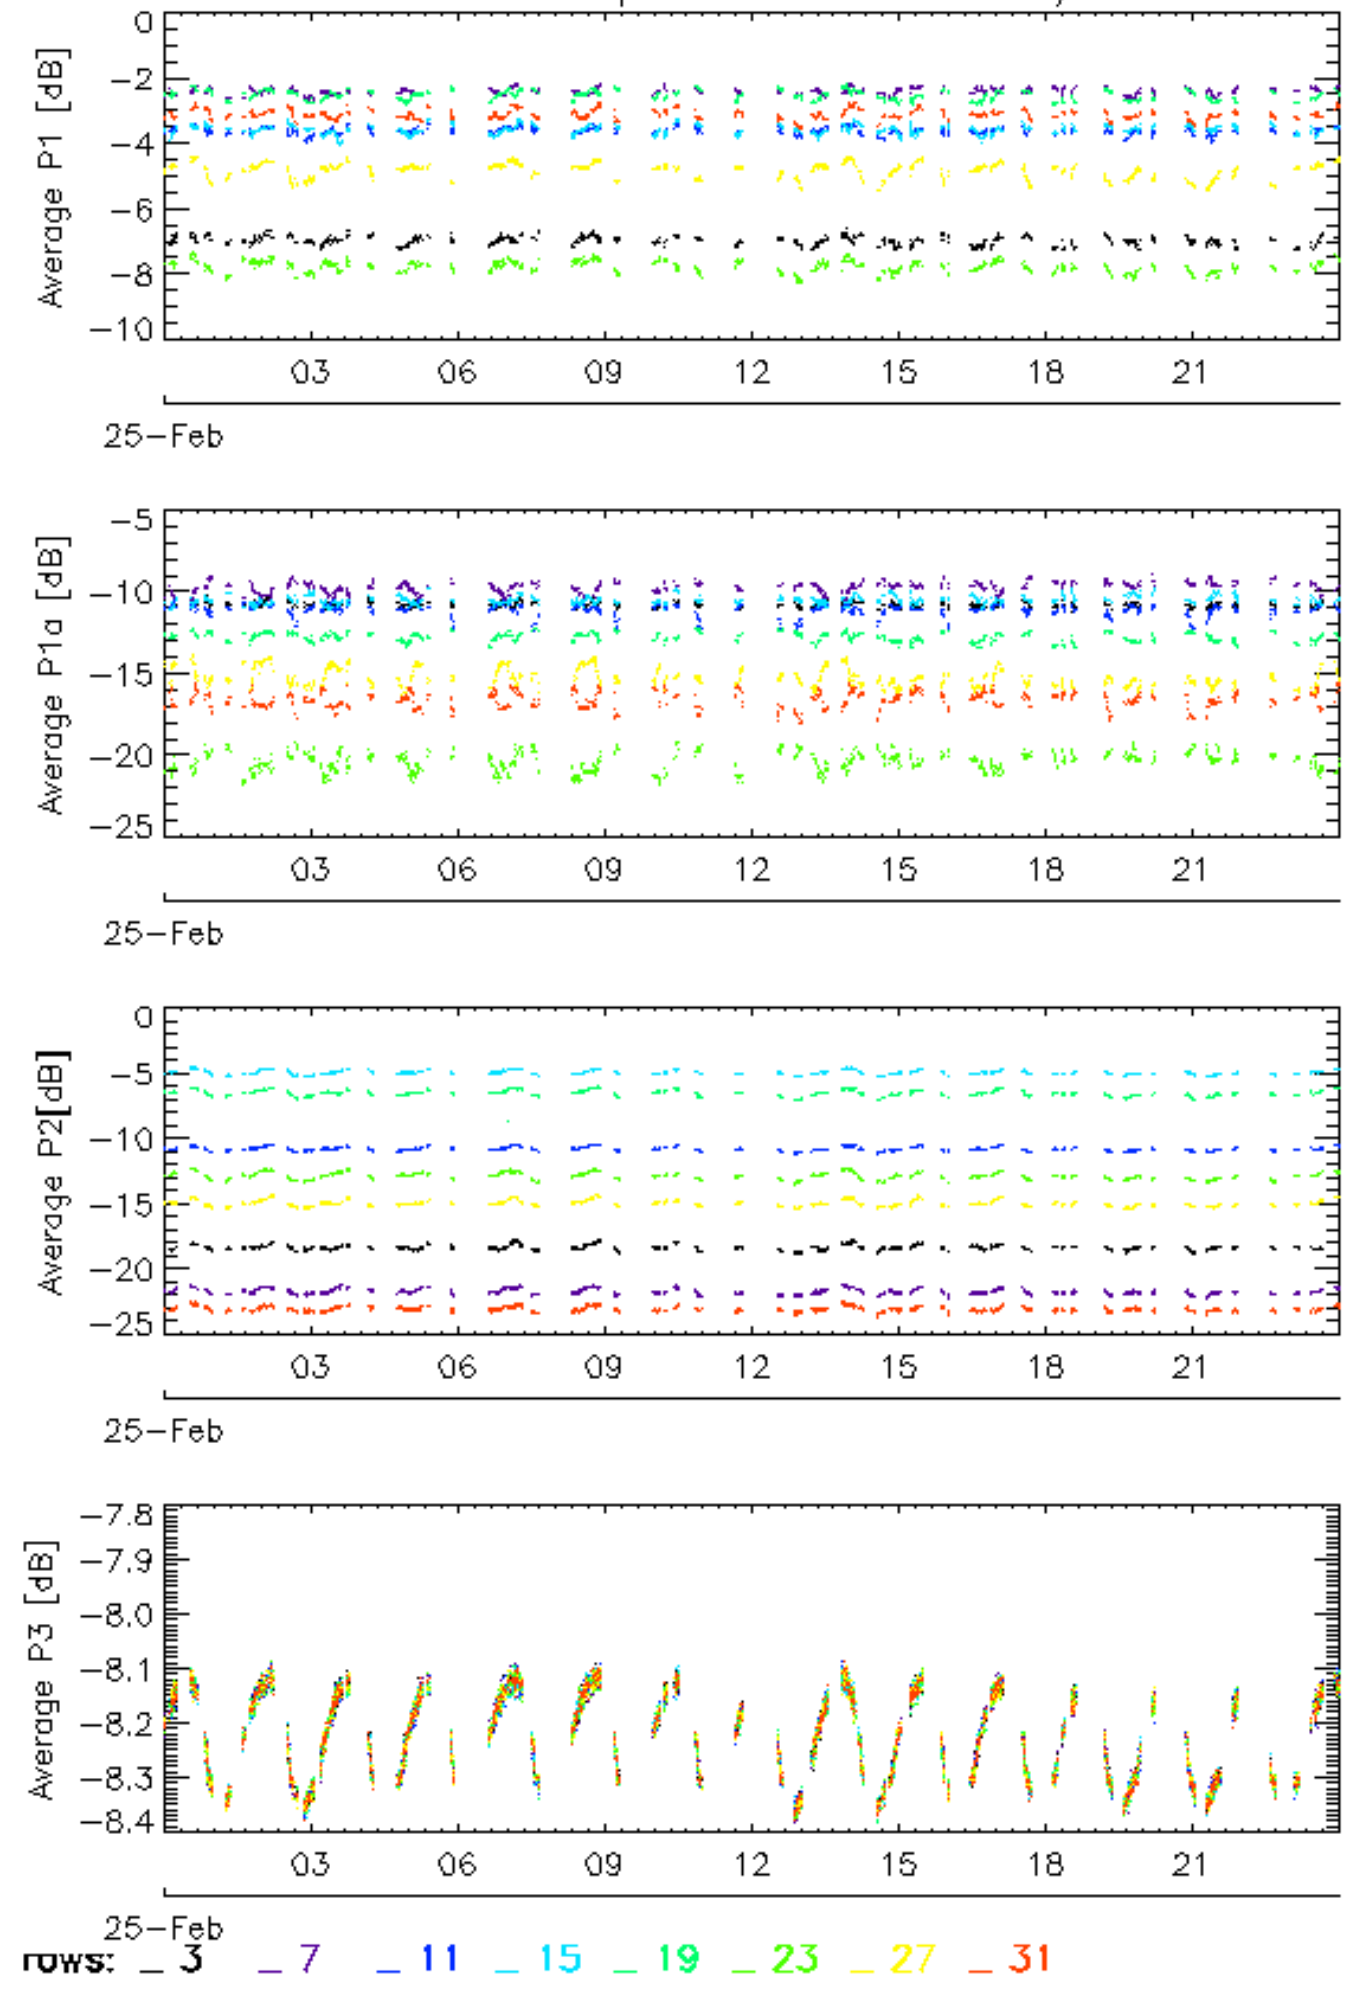 Average P1 [dB]
0
−2
−4
−6
−8
−10
03 06 09 12 15 18 21
25−Feb
Average P1a [dB]
−5
−10
−15
−20
−25
03 06 09 12 15 18 21
25−Feb
Average P2[dB]
0
−5
−10
−15
−20
−25
03 06 09 12 15 18 21
25−Feb
Average P3 [dB]
−7.8
−7.9
−8.0
−8.1
−8.2
−8.3
−8.4
03 06 09 12 15 18 21
25−Feb
rows: _ 3 _ 7 _ 11 _ 15 _ 19 _ 23 _ 27 _ 31